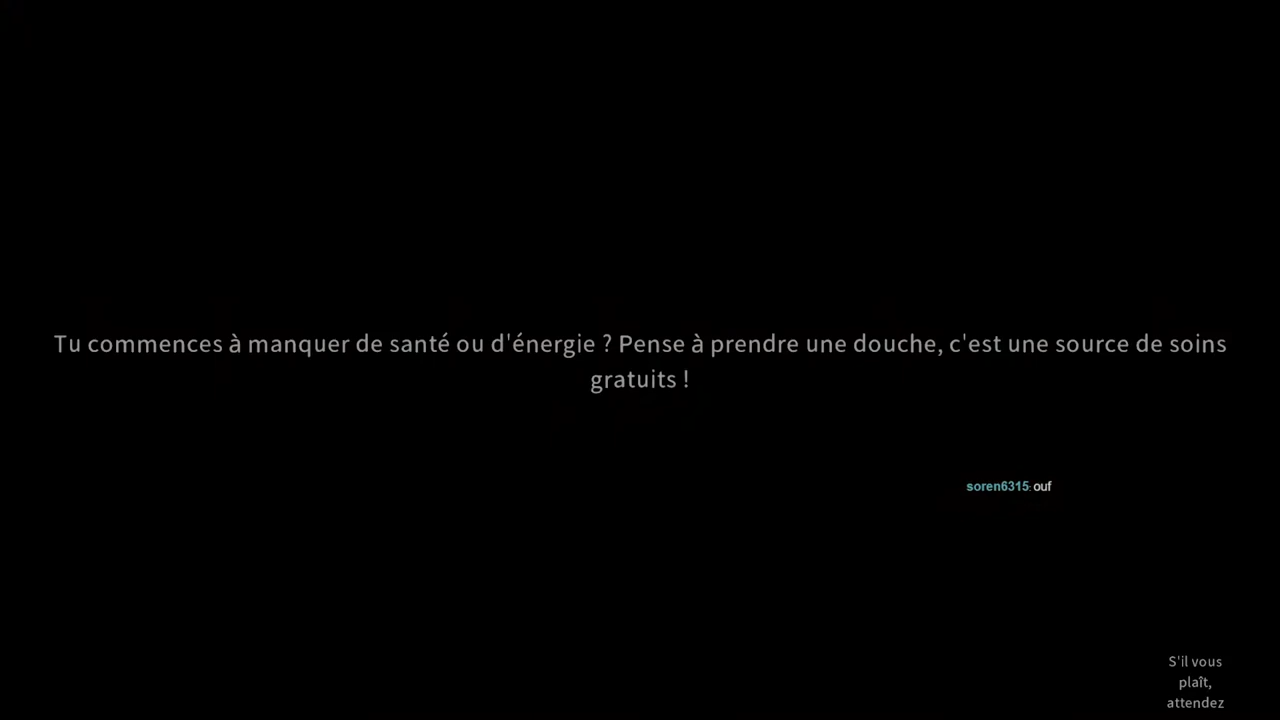 Tu commences à manquer de santé ou d'énergie ? Pense à prendre une douche, c'est une source de soins
gratuits !
soren6315: ouf
S'il vous
plaît,
attendez